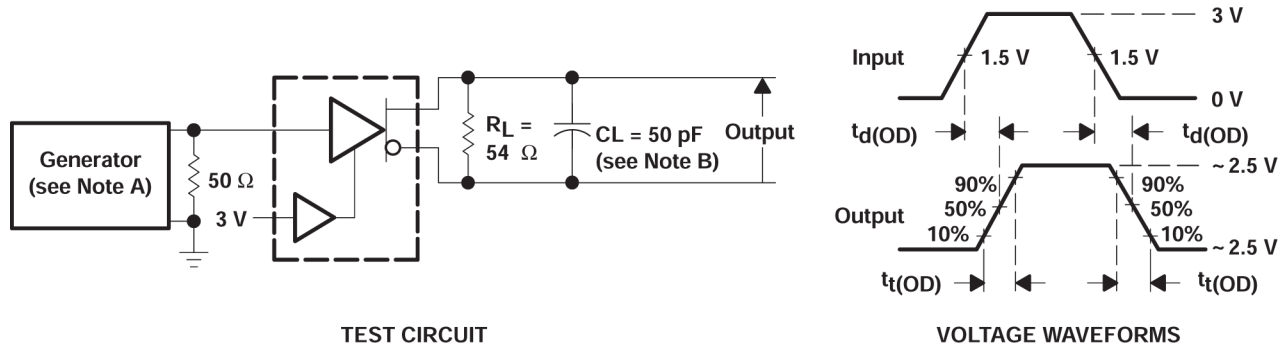 Generator
(see Note A)
50 Ω
3 V
RL =
54 Ω
CL = 50 pF
(see Note B)
Output
TEST CIRCUIT
Input
3 V
1.5 V
1.5 V
0 V
td(OD)
td(OD)
Output
~ 2.5 V
90%
50%
10%
90%
50%
10%
~ 2.5 V
tt(OD)
tt(OD)
VOLTAGE WAVEFORMS